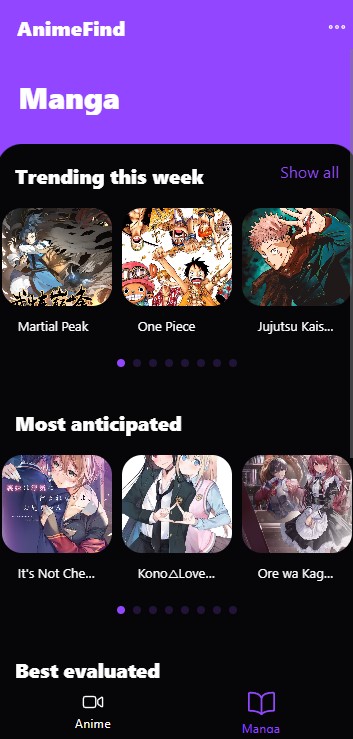 AnimeFind
Manga
Trending this week
Show all
Martial Peak
One Piece
Jujutsu Kais...
Most anticipated
It's Not Che...
Kono△Love...
Ore wa Kag...
Best evaluated
Anime
Manga